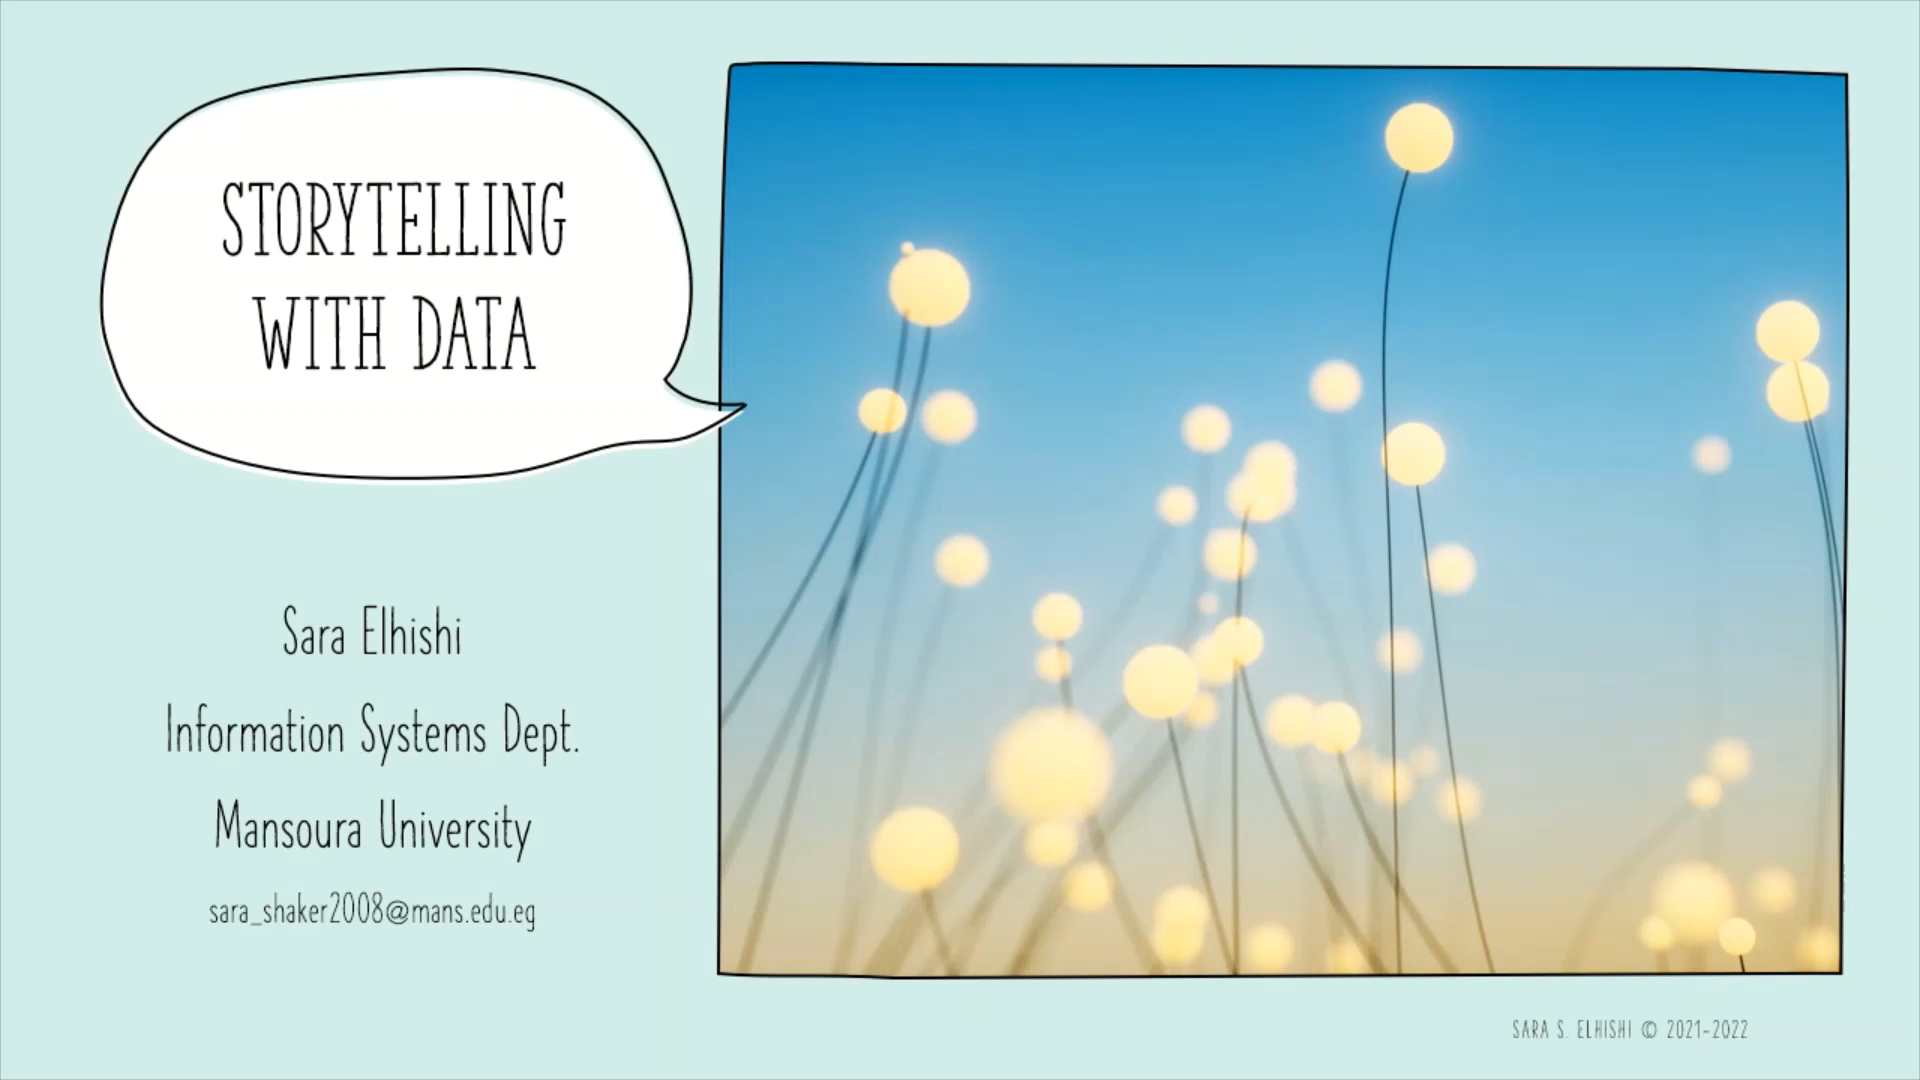 STORYTELLING
WITH DATA
Sara Elhishi
Information Systems Dept.
Mansoura University
sara_shaker2008@mans.edu.eg
SARA S. ELHISHI © 2021-2022